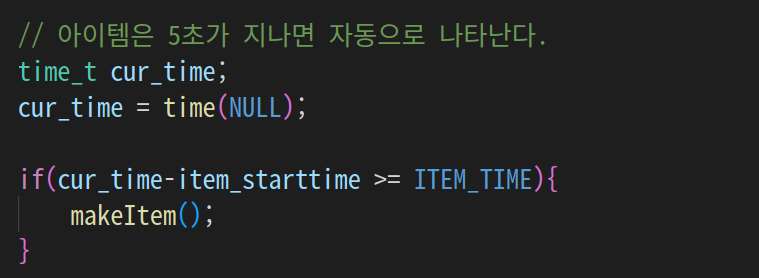 // 아이템은 5초가 지나면 자동으로 나타난다.
time_t cur_time;
cur_time = time(NULL);
if(cur_time-item_starttime >= ITEM_TIME){
makeItem();
}